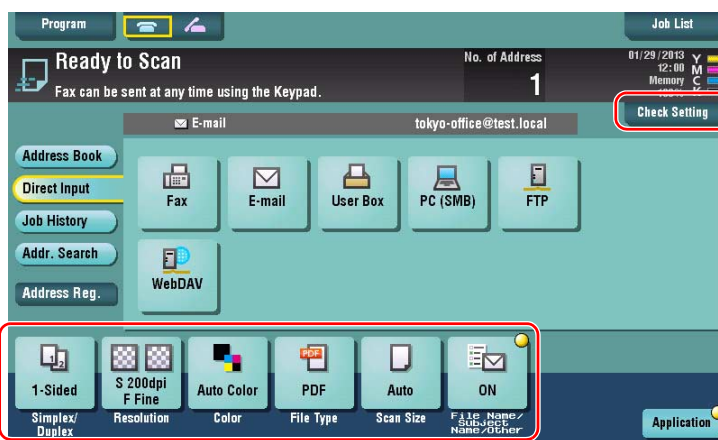 Program
Job List
Ready to Scan
No. of Address
1
Fax can be sent at any time using the Keypad.
01/29/2013
12:00
Memory
100%
Y
M
C
K
Check Setting
E-mail
tokyo-office@test.local
Address Book
Direct Input
Job History
Addr. Search
Address Reg.
Fax
E-mail
User Box
PC (SMB)
FTP
WebDAV
1-Sided
S 200dpi
F Fine
Auto Color
PDF
PDF
Auto
ON
Simplex/
Duplex
Resolution
Color
File Type
Scan Size
File Name/
Subject
Name/Other
Application